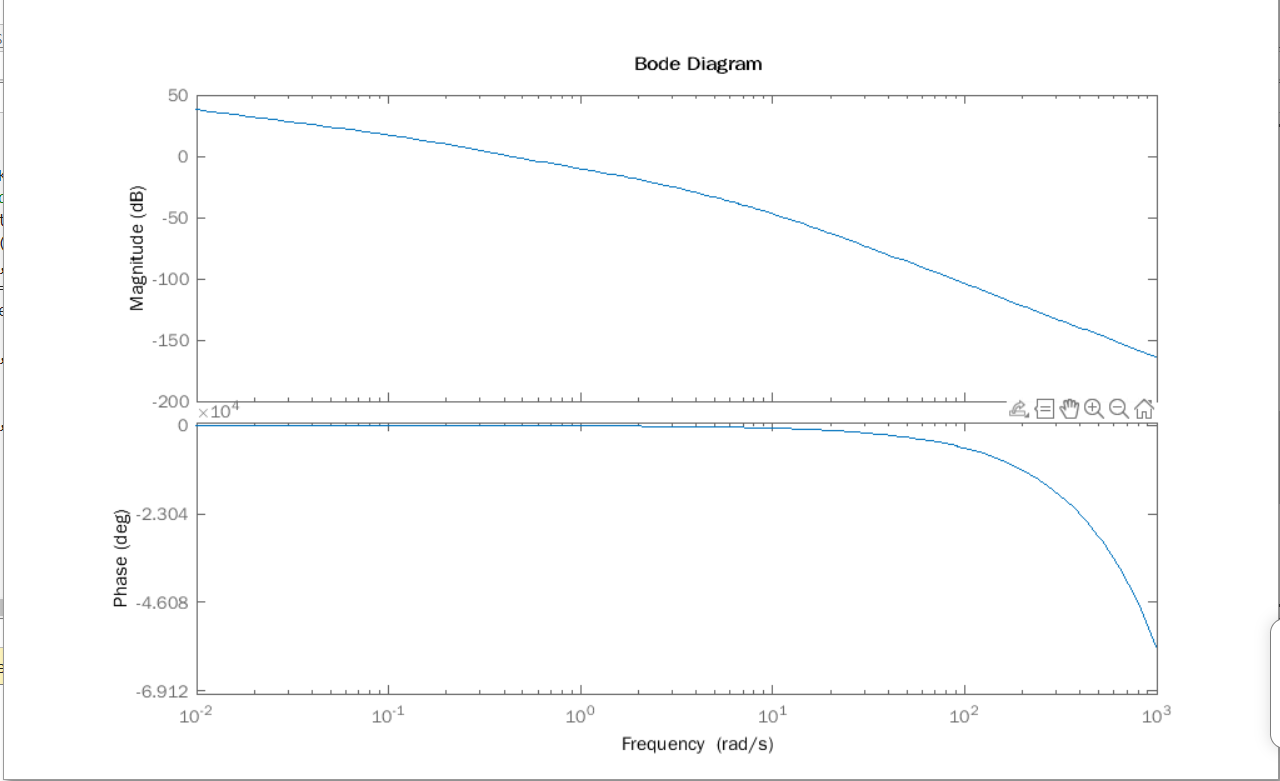 Bode Diagram
50
0
-50
-100
-150
-200
Magnitude (dB)
×10⁴
0
-2.304
-4.608
-6.912
Phase (deg)
10⁻² 10⁻¹ 10⁰ 10¹ 10² 10³
Frequency (rad/s)